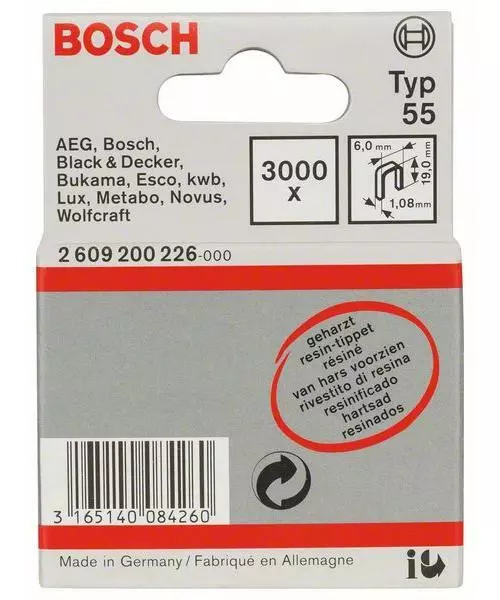 BOSCH
Typ
55
AEG, Bosch,
Black & Decker,
Bukama, Esco, kwb,
Lux, Metabo, Novus,
Wolfcraft
3000
x
6,0 mm
19,0 mm
1,08mm
2 609 200 226-000
geharzt
resin-tippet
résiné
van hars voorzien
rivestito di resina
resinificado
hartsad
resinados
3 165140 084260
Made in Germany / Fabriqué en Allemagne